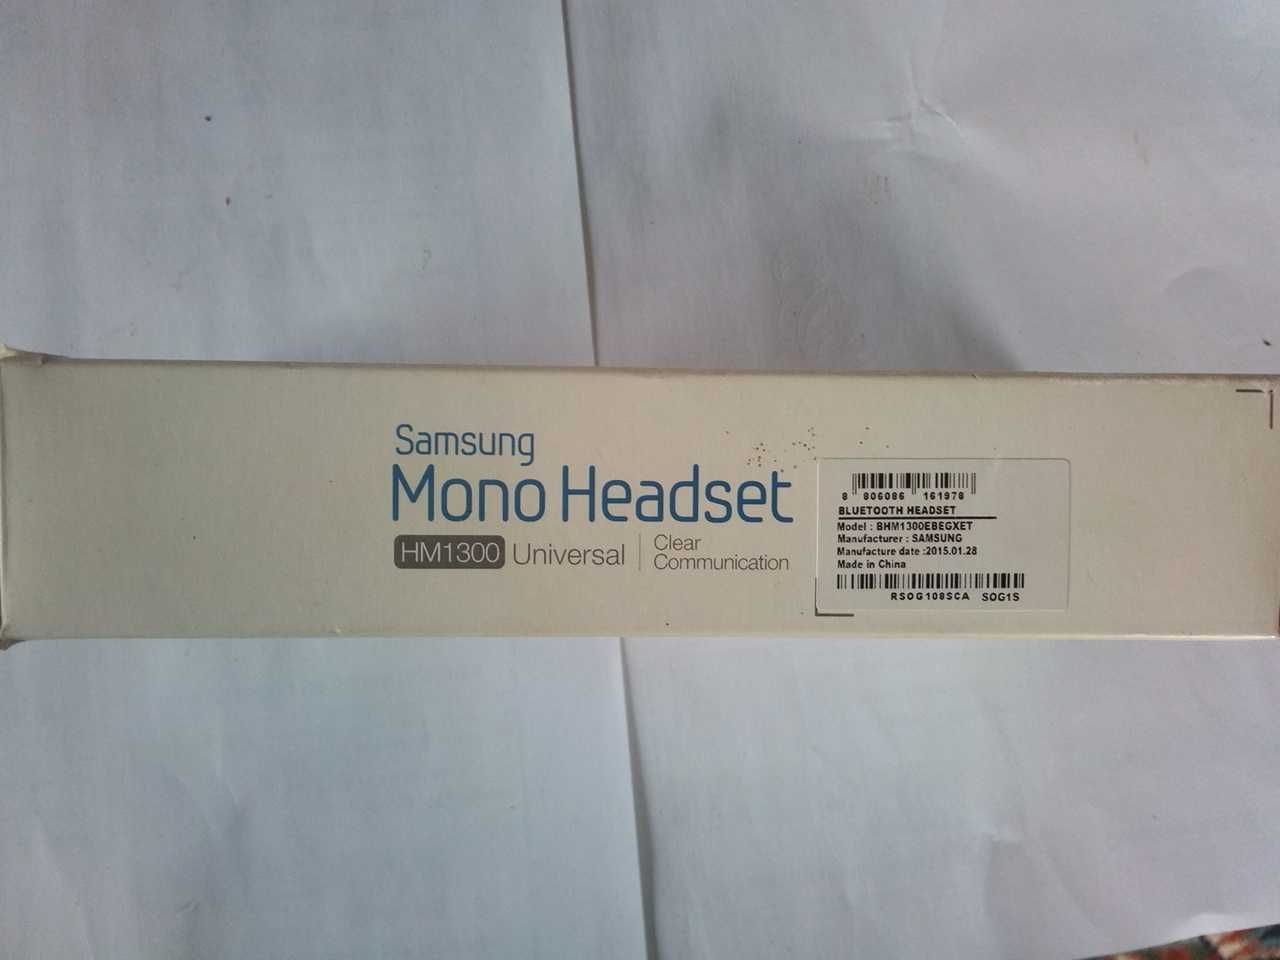 Samsung
Mono Headset
HM1300 Universal
Clear
Communication
8 806086 161978
BLUETOOTH HEADSET
Model : BHM1300EBEGXET
Manufacturer : SAMSUNG
Manufacture date :2015.01.28
Made in China
RSOG108SCA SOG1S